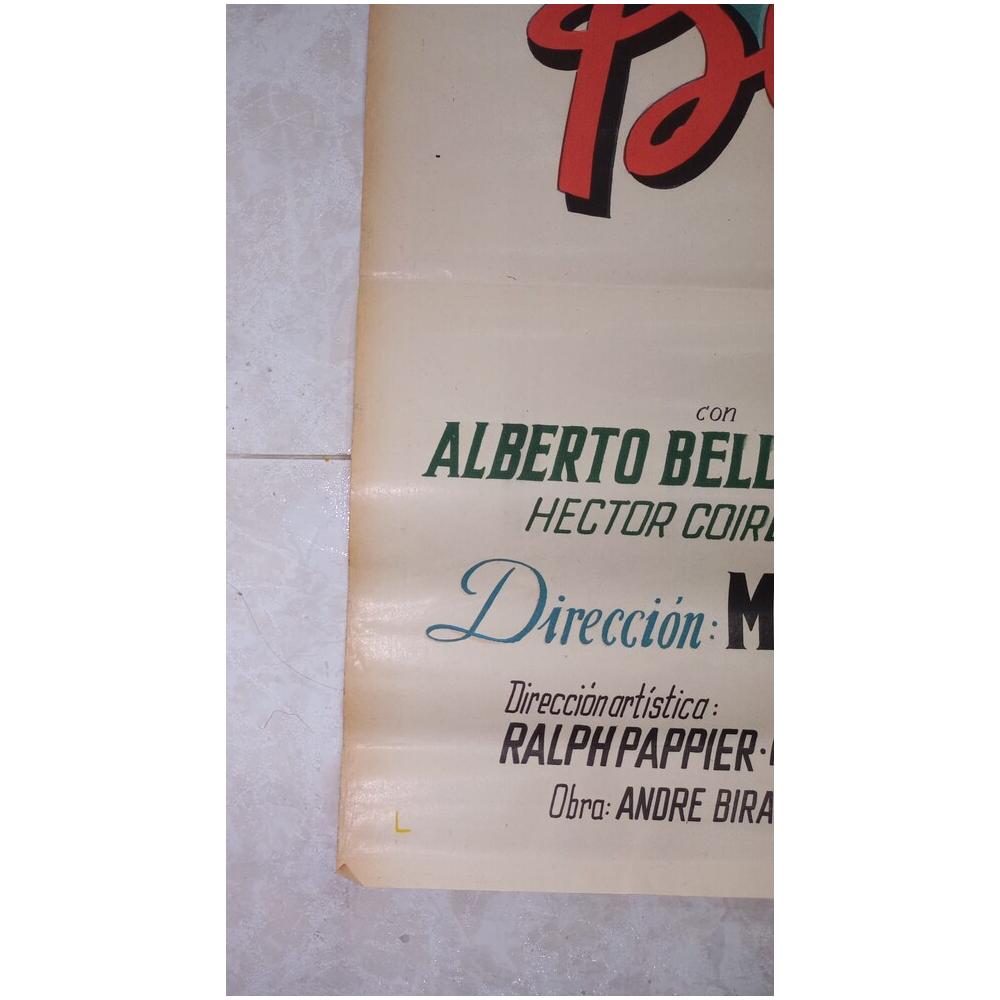 con
ALBERTO BELL
HECTOR COIR
Dirección: M
Dirección artística:
RALPH PAPPIER·
Obra: ANDRE BIRA
L